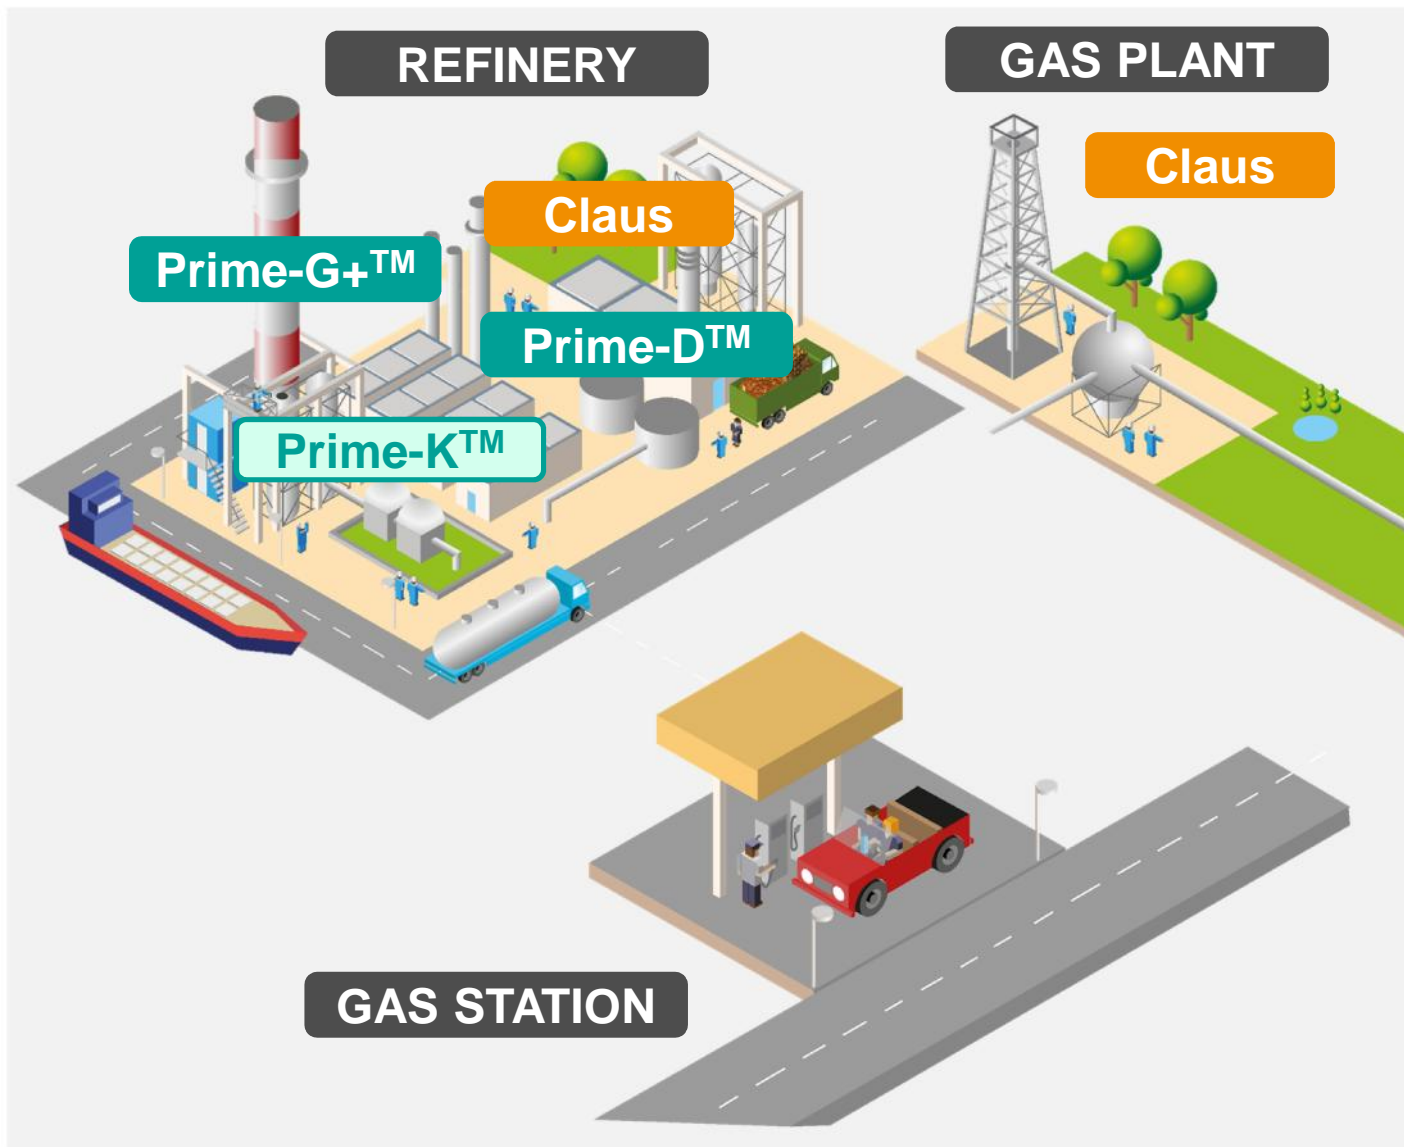 REFINERY
GAS PLANT
Claus
Claus
Prime-G+TM
Prime-DTM
Prime-KTM
GAS STATION